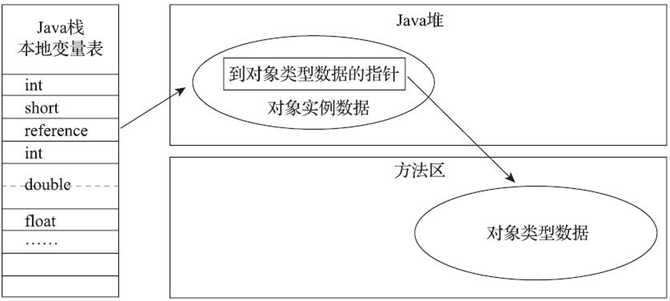 Java栈
本地变量表
int
short
reference
int
double
float
……
Java堆
到对象类型数据的指针
对象实例数据
方法区
对象类型数据